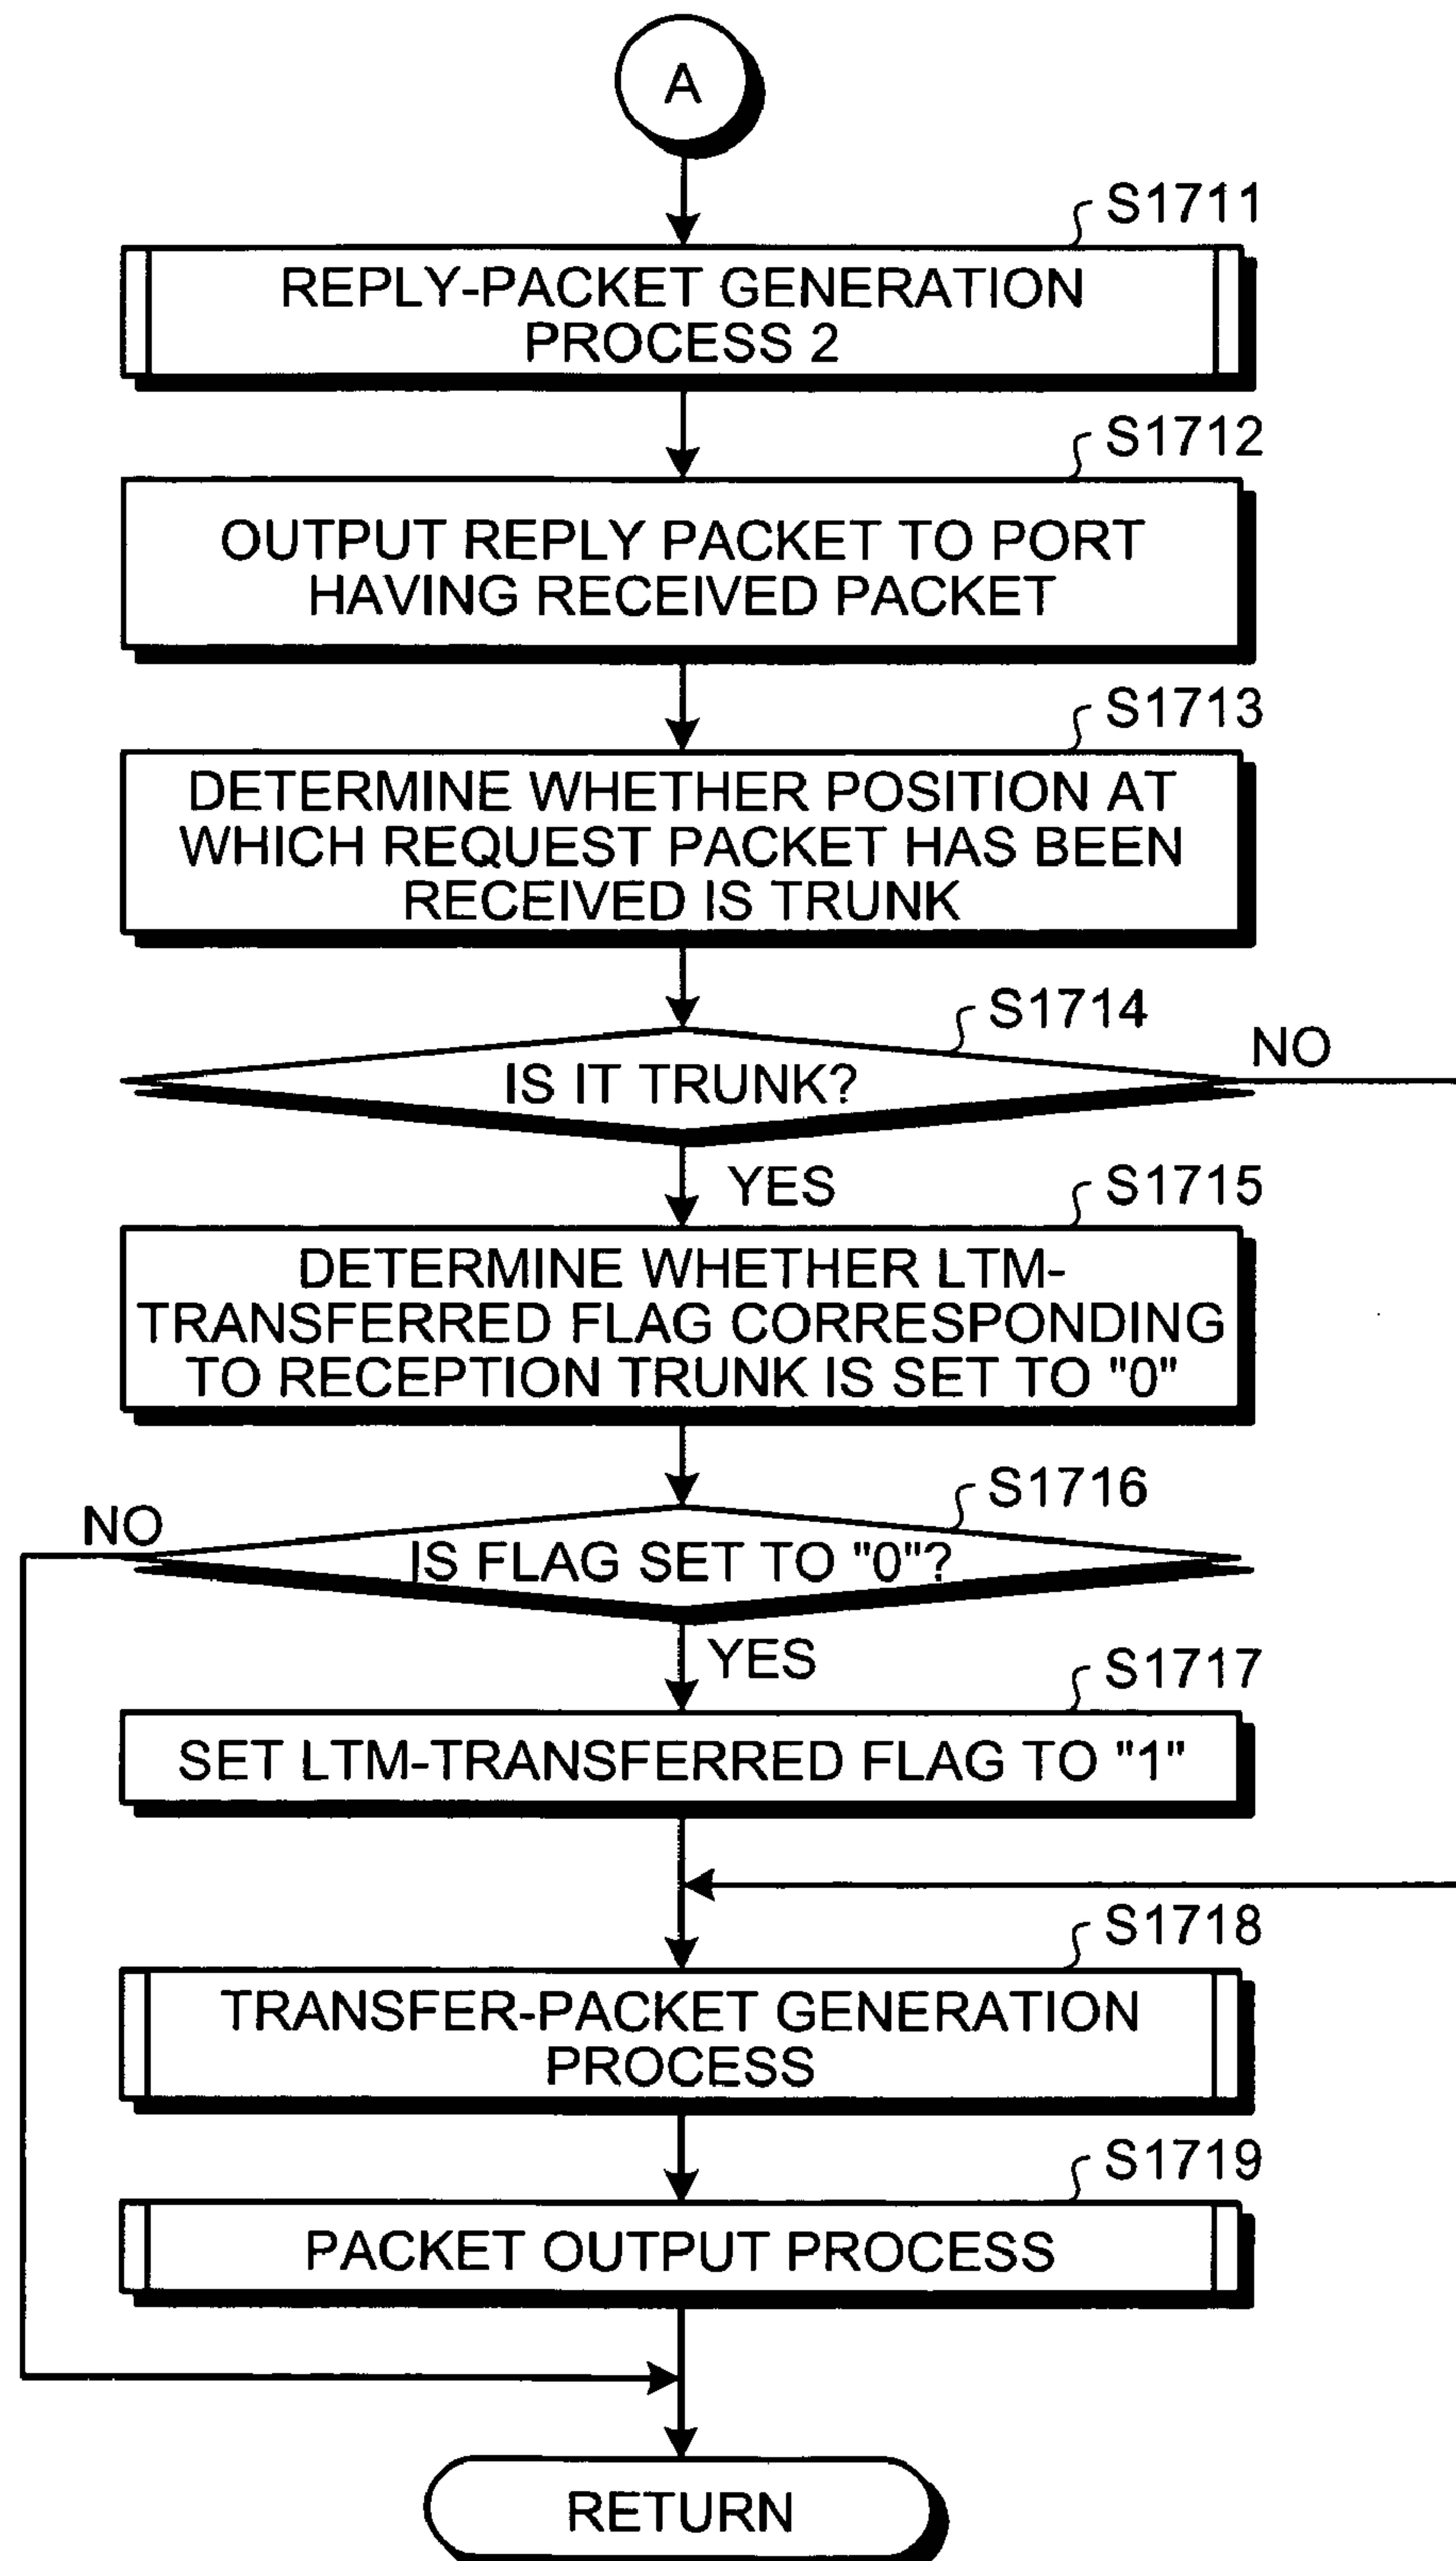 A
S1711
REPLY-PACKET GENERATION
PROCESS 2
S1712
OUTPUT REPLY PACKET TO PORT
HAVING RECEIVED PACKET
S1713
DETERMINE WHETHER POSITION AT
WHICH REQUEST PACKET HAS BEEN
RECEIVED IS TRUNK
S1714
NO
IS IT TRUNK?
YES
S1715
DETERMINE WHETHER LTM-
TRANSFERRED FLAG CORRESPONDING
TO RECEPTION TRUNK IS SET TO "0"
S1716
NO
IS FLAG SET TO "0"?
YES
S1717
SET LTM-TRANSFERRED FLAG TO "1"
S1718
TRANSFER-PACKET GENERATION
PROCESS
S1719
PACKET OUTPUT PROCESS
RETURN